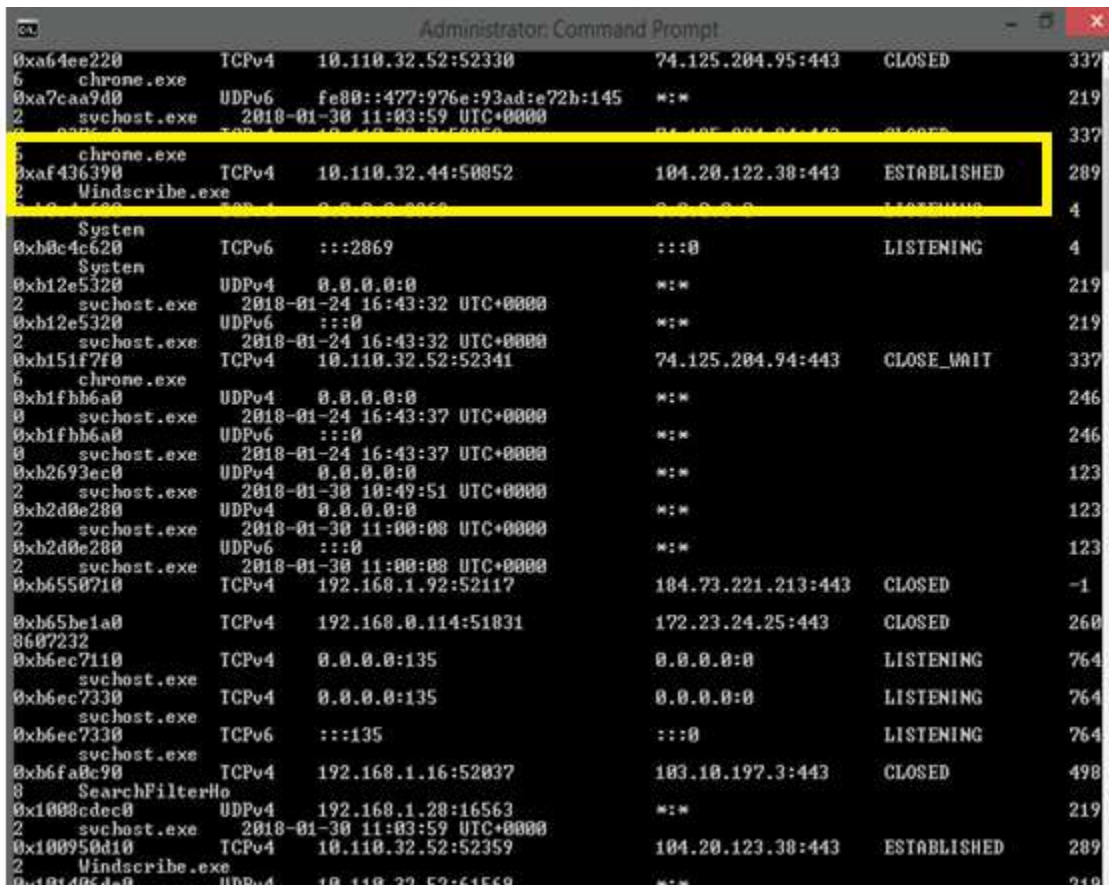 Administrator: Command Prompt
0xa64ee220 TCPv4 10.110.32.52:52330 74.125.204.95:443 CLOSED 337
6 chrome.exe
0xa7caa9d0 UDPv6 fe80::477:976e:93ad:e72b:145 *:* 219
2 svchost.exe 2018-01-30 11:03:59 UTC+0000
337
6 chrome.exe
0xaf436390 TCPv4 10.110.32.44:50852 104.20.122.38:443 ESTABLISHED 289
2 Windscribe.exe
4
System
0xb0c4c620 TCPv6 :::2869 :::0 LISTENING 4
System
0xb12e5320 UDPv4 0.0.0.0:0 *:* 219
2 svchost.exe 2018-01-24 16:43:32 UTC+0000
0xb12e5320 UDPv6 :::0 *:* 219
2 svchost.exe 2018-01-24 16:43:32 UTC+0000
0xb151f7f0 TCPv4 10.110.32.52:52341 74.125.204.94:443 CLOSE_WAIT 337
6 chrome.exe
0xb1fbb6a0 UDPv4 0.0.0.0:0 *:* 246
0 svchost.exe 2018-01-24 16:43:37 UTC+0000
0xb1fbb6a0 UDPv6 :::0 *:* 246
0 svchost.exe 2018-01-24 16:43:37 UTC+0000
0xb2693ec0 UDPv4 0.0.0.0:0 *:* 123
2 svchost.exe 2018-01-30 10:49:51 UTC+0000
0xb2d0e280 UDPv4 0.0.0.0:0 *:* 123
2 svchost.exe 2018-01-30 11:00:08 UTC+0000
0xb2d0e280 UDPv6 :::0 *:* 123
2 svchost.exe 2018-01-30 11:00:08 UTC+0000
0xb6550710 TCPv4 192.168.1.92:52117 184.73.221.213:443 CLOSED -1
0xb65be1a0 TCPv4 192.168.0.114:51831 172.23.24.25:443 CLOSED 260
8607232
0xb6ec7110 TCPv4 0.0.0.0:135 0.0.0.0:0 LISTENING 764
svchost.exe
0xb6ec7330 TCPv4 0.0.0.0:135 0.0.0.0:0 LISTENING 764
svchost.exe
0xb6ec7330 TCPv6 :::135 :::0 LISTENING 764
svchost.exe
0xb6fa0c90 TCPv4 192.168.1.16:52037 103.10.197.3:443 CLOSED 498
8 SearchFilterHo
0x1008cdec0 UDPv4 192.168.1.28:16563 *:* 219
2 svchost.exe 2018-01-30 11:03:59 UTC+0000
0x100950d10 TCPv4 10.110.32.52:52359 104.20.123.38:443 ESTABLISHED 289
2 Windscribe.exe